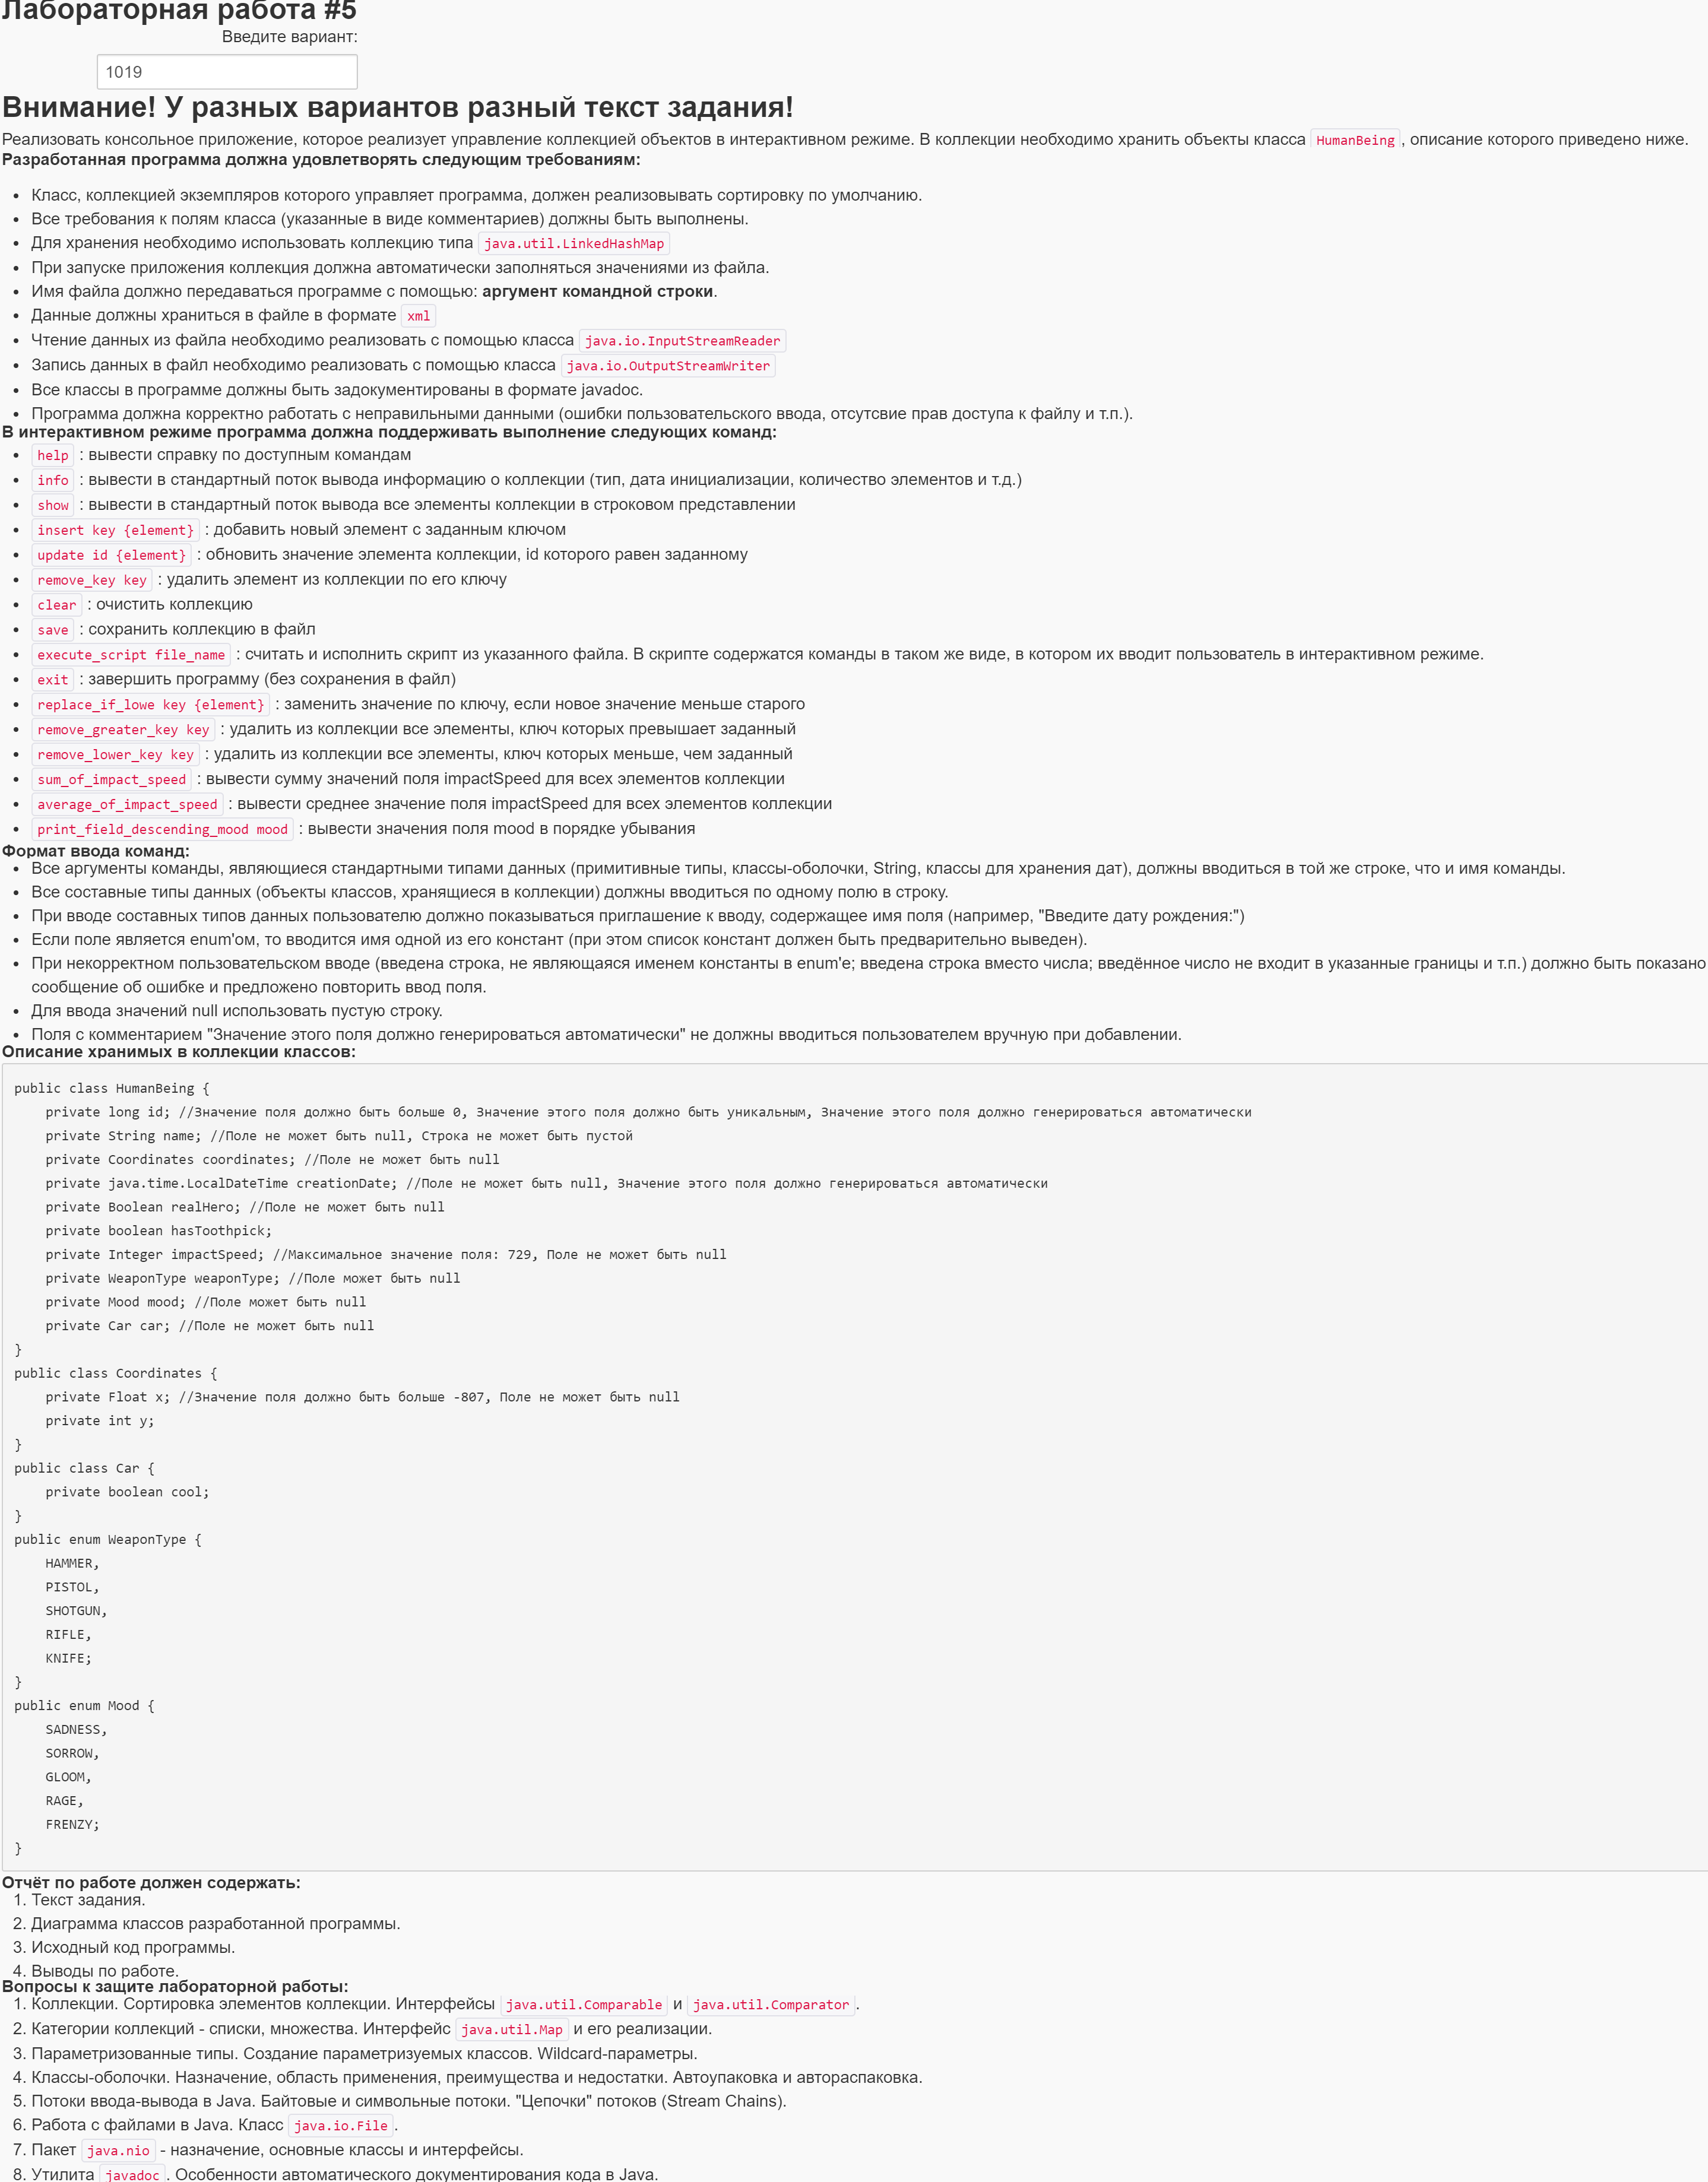 Лабораторная работа #5
Введите вариант:
1019
Внимание! У разных вариантов разный текст задания!
Реализовать консольное приложение, которое реализует управление коллекцией объектов в интерактивном режиме. В коллекции необходимо хранить объекты класса HumanBeing, описание которого приведено ниже.
Разработанная программа должна удовлетворять следующим требованиям:
• Класс, коллекцией экземпляров которого управляет программа, должен реализовывать сортировку по умолчанию.
• Все требования к полям класса (указанные в виде комментариев) должны быть выполнены.
• Для хранения необходимо использовать коллекцию типа java.util.LinkedHashMap
• При запуске приложения коллекция должна автоматически заполняться значениями из файла.
• Имя файла должно передаваться программе с помощью: аргумент командной строки.
• Данные должны храниться в файле в формате xml
• Чтение данных из файла необходимо реализовать с помощью класса java.io.InputStreamReader
• Запись данных в файл необходимо реализовать с помощью класса java.io.OutputStreamWriter
• Все классы в программе должны быть задокументированы в формате javadoc.
• Программа должна корректно работать с неправильными данными (ошибки пользовательского ввода, отсутсвие прав доступа к файлу и т.п.).
В интерактивном режиме программа должна поддерживать выполнение следующих команд:
• help : вывести справку по доступным командам
• info : вывести в стандартный поток вывода информацию о коллекции (тип, дата инициализации, количество элементов и т.д.)
• show : вывести в стандартный поток вывода все элементы коллекции в строковом представлении
• insert key {element} : добавить новый элемент с заданным ключом
• update id {element} : обновить значение элемента коллекции, id которого равен заданному
• remove_key key : удалить элемент из коллекции по его ключу
• clear : очистить коллекцию
• save : сохранить коллекцию в файл
• execute_script file_name : считать и исполнить скрипт из указанного файла. В скрипте содержатся команды в таком же виде, в котором их вводит пользователь в интерактивном режиме.
• exit : завершить программу (без сохранения в файл)
• replace_if_lowe key {element} : заменить значение по ключу, если новое значение меньше старого
• remove_greater_key key : удалить из коллекции все элементы, ключ которых превышает заданный
• remove_lower_key key : удалить из коллекции все элементы, ключ которых меньше, чем заданный
• sum_of_impact_speed : вывести сумму значений поля impactSpeed для всех элементов коллекции
• average_of_impact_speed : вывести среднее значение поля impactSpeed для всех элементов коллекции
• print_field_descending_mood mood : вывести значения поля mood в порядке убывания
Формат ввода команд:
• Все аргументы команды, являющиеся стандартными типами данных (примитивные типы, классы-оболочки, String, классы для хранения дат), должны вводиться в той же строке, что и имя команды.
• Все составные типы данных (объекты классов, хранящиеся в коллекции) должны вводиться по одному полю в строку.
• При вводе составных типов данных пользователю должно показываться приглашение к вводу, содержащее имя поля (например, "Введите дату рождения:")
• Если поле является enum'ом, то вводится имя одной из его констант (при этом список констант должен быть предварительно выведен).
• При некорректном пользовательском вводе (введена строка, не являющаяся именем константы в enum'е; введена строка вместо числа; введённое число не входит в указанные границы и т.п.) должно быть показано
сообщение об ошибке и предложено повторить ввод поля.
• Для ввода значений null использовать пустую строку.
• Поля с комментарием "Значение этого поля должно генерироваться автоматически" не должны вводиться пользователем вручную при добавлении.
Описание хранимых в коллекции классов:
public class HumanBeing {
    private long id; //Значение поля должно быть больше 0, Значение этого поля должно быть уникальным, Значение этого поля должно генерироваться автоматически
    private String name; //Поле не может быть null, Строка не может быть пустой
    private Coordinates coordinates; //Поле не может быть null
    private java.time.LocalDateTime creationDate; //Поле не может быть null, Значение этого поля должно генерироваться автоматически
    private Boolean realHero; //Поле не может быть null
    private boolean hasToothpick;
    private Integer impactSpeed; //Максимальное значение поля: 729, Поле не может быть null
    private WeaponType weaponType; //Поле может быть null
    private Mood mood; //Поле может быть null
    private Car car; //Поле не может быть null
}
public class Coordinates {
    private Float x; //Значение поля должно быть больше -807, Поле не может быть null
    private int y;
}
public class Car {
    private boolean cool;
}
public enum WeaponType {
    HAMMER,
    PISTOL,
    SHOTGUN,
    RIFLE,
    KNIFE;
}
public enum Mood {
    SADNESS,
    SORROW,
    GLOOM,
    RAGE,
    FRENZY;
}
Отчёт по работе должен содержать:
1. Текст задания.
2. Диаграмма классов разработанной программы.
3. Исходный код программы.
4. Выводы по работе.
Вопросы к защите лабораторной работы:
1. Коллекции. Сортировка элементов коллекции. Интерфейсы java.util.Comparable и java.util.Comparator.
2. Категории коллекций - списки, множества. Интерфейс java.util.Map и его реализации.
3. Параметризованные типы. Создание параметризуемых классов. Wildcard-параметры.
4. Классы-оболочки. Назначение, область применения, преимущества и недостатки. Автоупаковка и автораспаковка.
5. Потоки ввода-вывода в Java. Байтовые и символьные потоки. "Цепочки" потоков (Stream Chains).
6. Работа с файлами в Java. Класс java.io.File.
7. Пакет java.nio - назначение, основные классы и интерфейсы.
8. Утилита javadoc. Особенности автоматического документирования кода в Java.